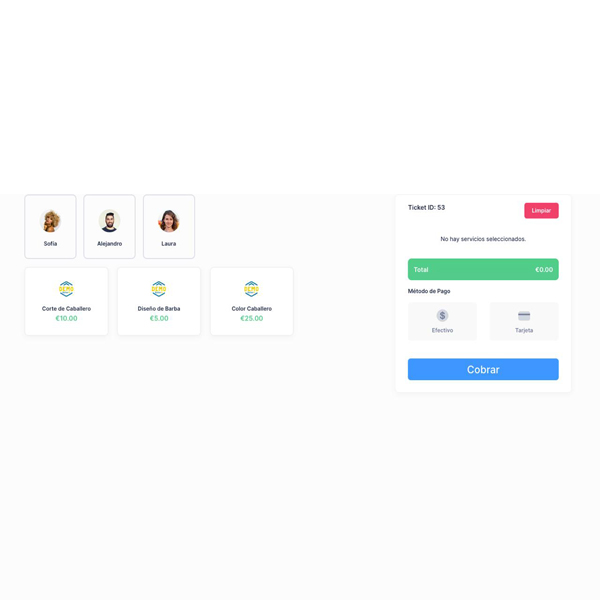 Sofia
Alejandro
Laura
DEMO
Corte de Caballero
€10.00
DEMO
Diseño de Barba
€5.00
DEMO
Color Caballero
€25.00
Ticket ID: 53
Limpiar
No hay servicios seleccionados.
Total
€0.00
Método de Pago
$
Efectivo
Tarjeta
Cobrar